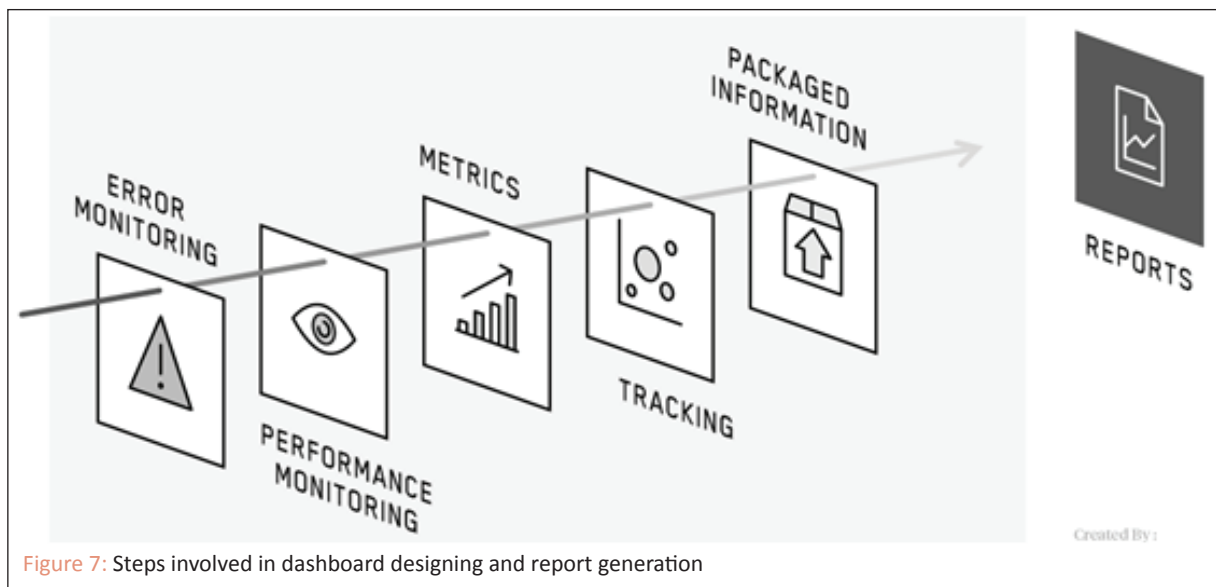 ERROR
MONITORING
PERFORMANCE
MONITORING
METRICS
TRACKING
PACKAGED
INFORMATION
REPORTS
Created By:
Figure 7: Steps involved in dashboard designing and report generation